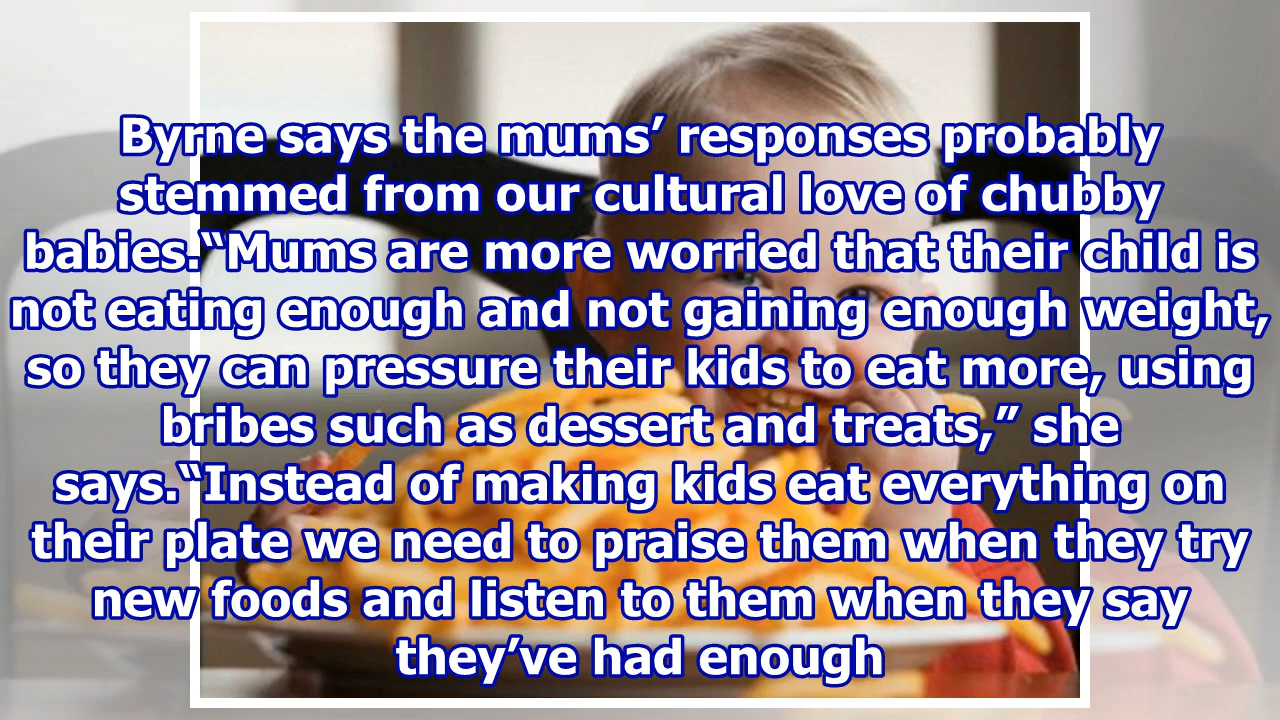 Byrne says the mums’ responses probably
stemmed from our cultural love of chubby
babies.“Mums are more worried that their child is
not eating enough and not gaining enough weight,
so they can pressure their kids to eat more, using
bribes such as dessert and treats,” she
says.“Instead of making kids eat everything on
their plate we need to praise them when they try
new foods and listen to them when they say
they’ve had enough